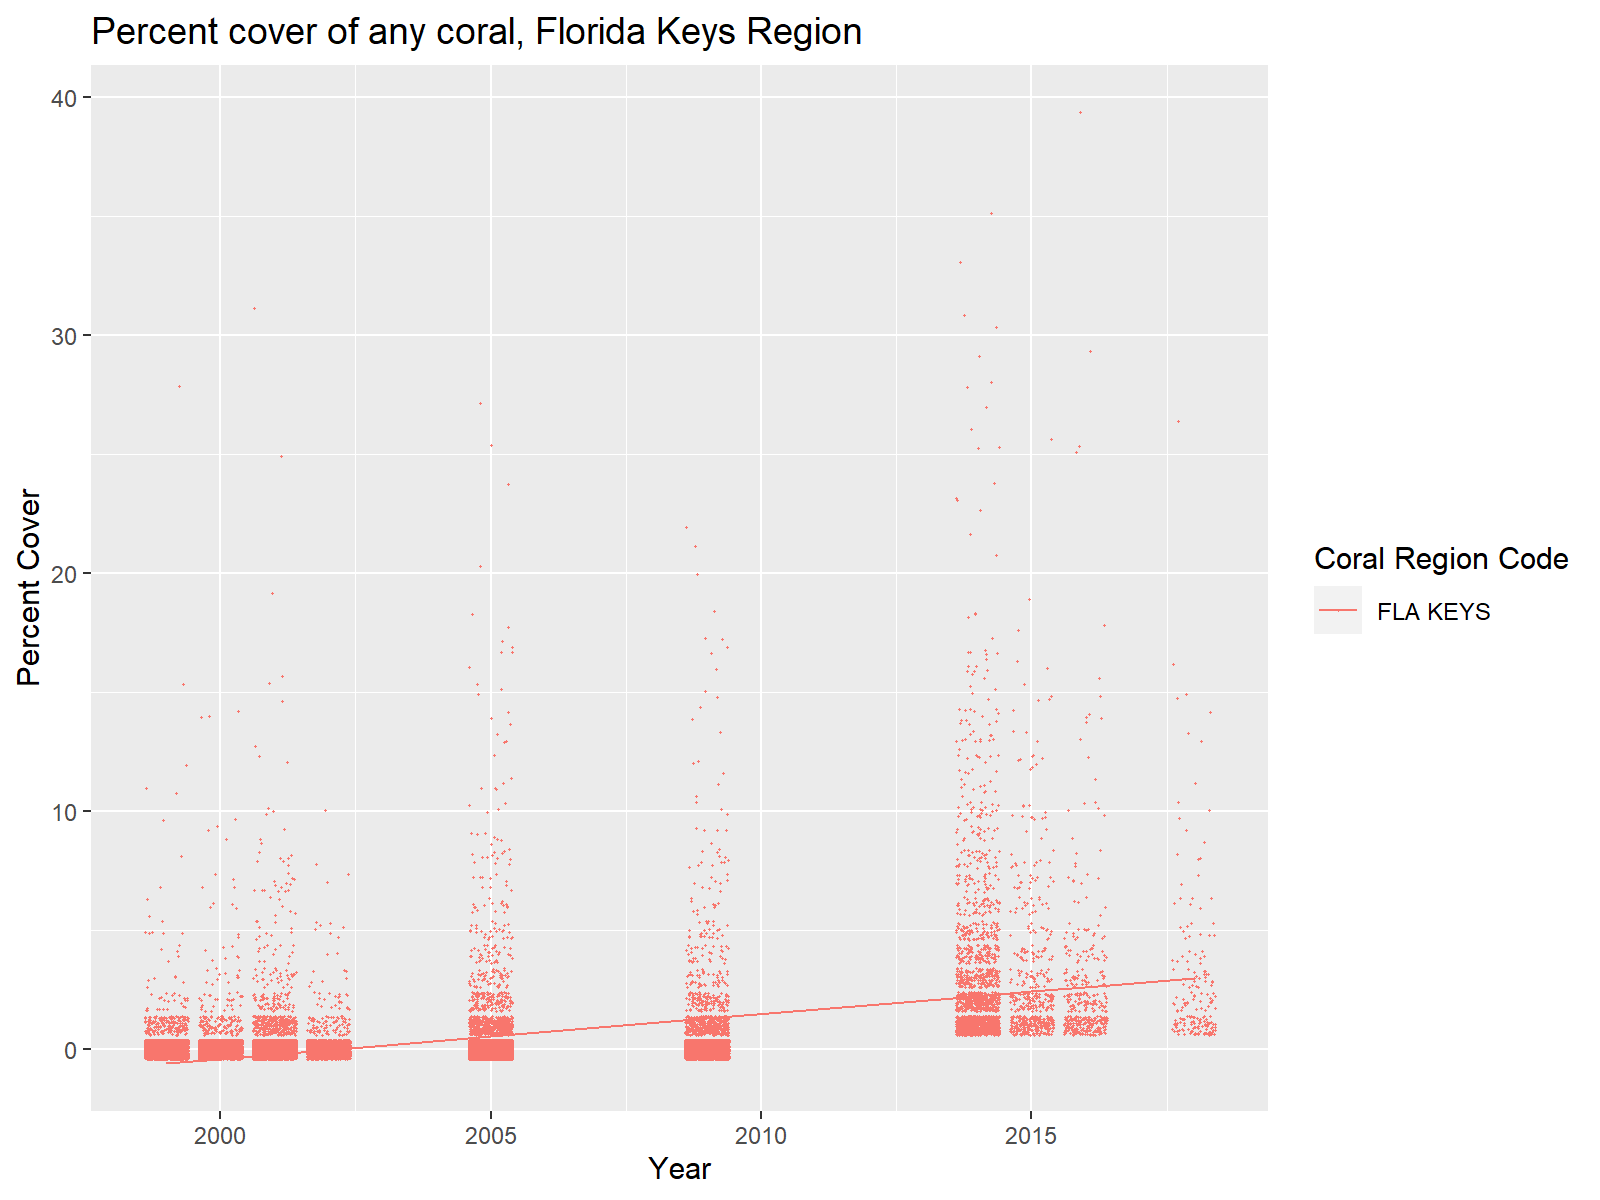 Percent cover of any coral, Florida Keys Region
40
30
20
10
0
Percent Cover
2000
2005
2010
2015
Year
Coral Region Code
FLA KEYS